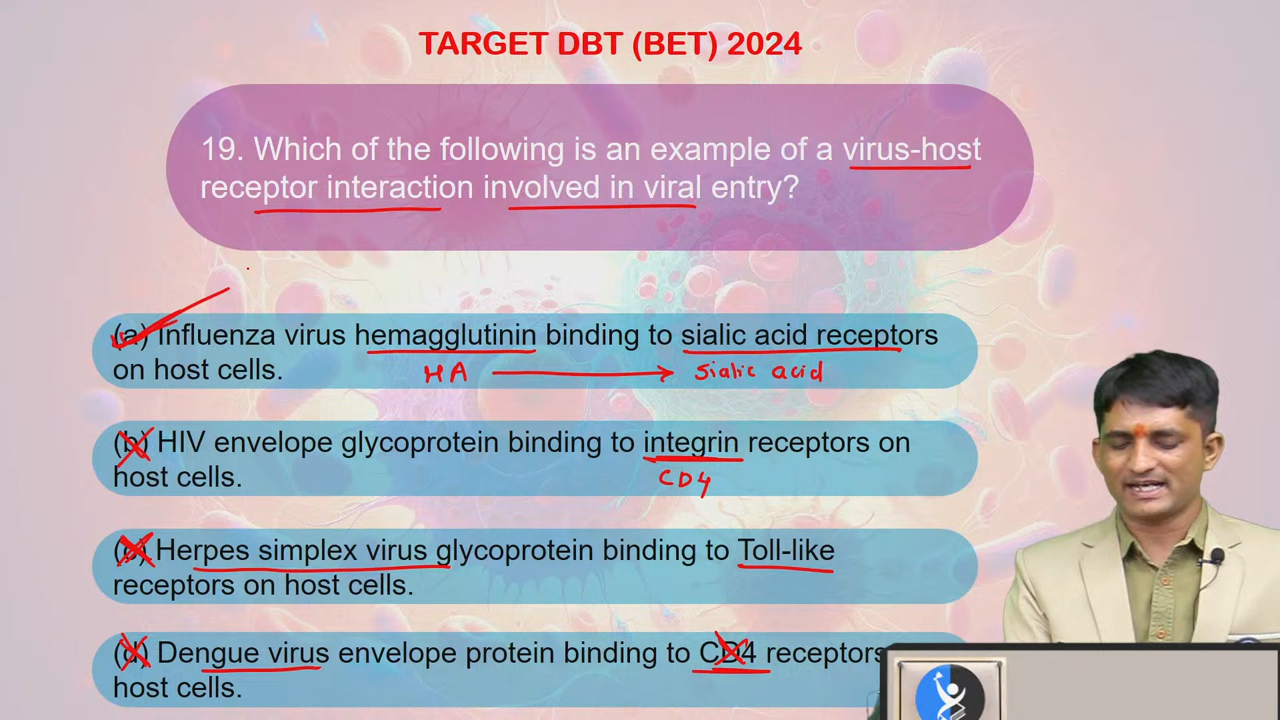 TARGET DBT (BET) 2024
19. Which of the following is an example of a virus-host
receptor interaction involved in viral entry?
(a) Influenza virus hemagglutinin binding to sialic acid receptors
on host cells.
HA → Sialic acid
(b) HIV envelope glycoprotein binding to integrin receptors on
host cells.
CD4
(c) Herpes simplex virus glycoprotein binding to Toll-like
receptors on host cells.
(d) Dengue virus envelope protein binding to CD4 receptors
host cells.